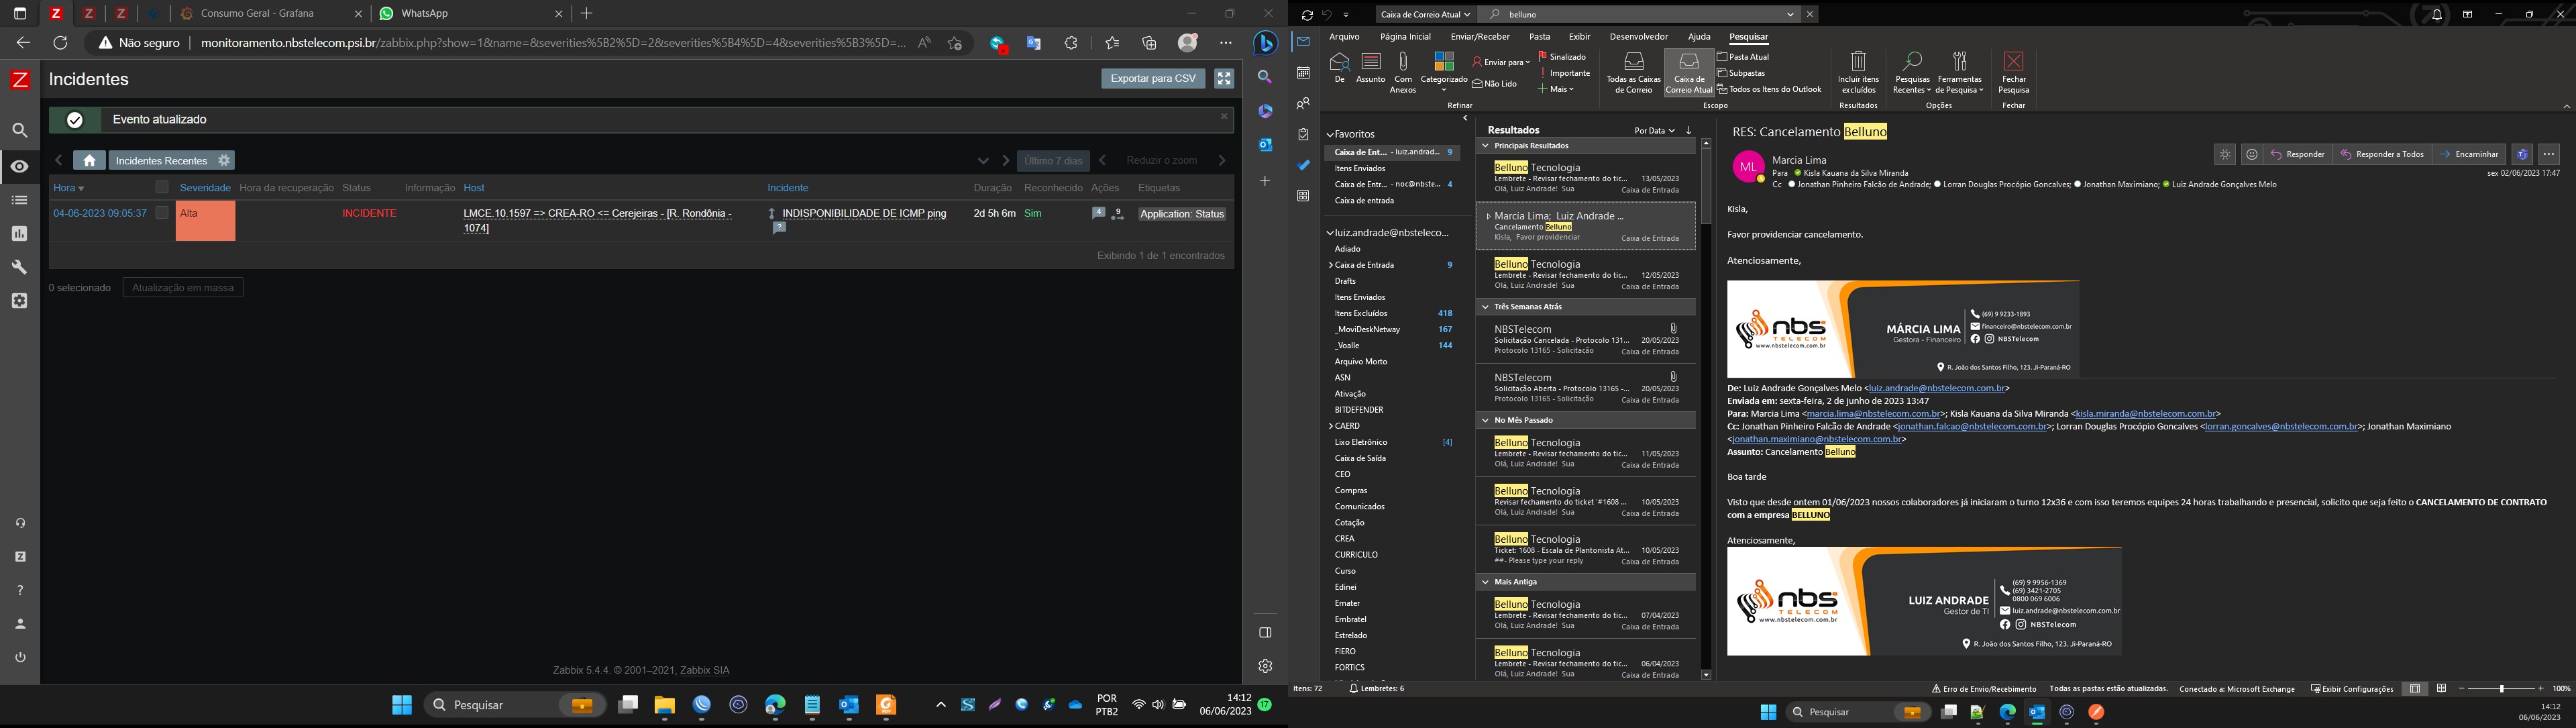 Consumo Geral - Grafana
WhatsApp
Não seguro
monitoramento.nbstelecom.psi.br/zabbix.php?show=1&name=&severities%5B2%5D=2&severities%5B4%5D=4&severities%5B3%5D=...
Incidentes
Exportar para CSV
Evento atualizado
Incidentes Recentes
Último 7 dias
Reduzir o zoom
Hora Severidade Hora da recuperação Status Informação Host Incidente Duração Reconhecido Ações Etiquetas
04-06-2023 09:05:37 Alta INCIDENTE LMCE.10.1597 => CREA-RO <= Cerejeiras - [R. Rondônia - INDISPONIBILIDADE DE ICMP ping 2d 5h 6m Sim 4 9 Application: Status
1074]
Exibindo 1 de 1 encontrados
0 selecionado Atualização em massa
Zabbix 5.4.4. © 2001–2021, Zabbix SIA
Pesquisar
POR
PTB2
14:12
06/06/2023
17
Caixa de Correio Atual
belluno
Arquivo Página Inicial Enviar/Receber Pasta Exibir Desenvolvedor Ajuda Pesquisar
De
Assunto
Com
Anexos
Categorizado
Enviar para
Não Lido
Sinalizado
Importante
Mais
Refinar
Todas as Caixas
de Correio
Caixa de
Correio Atual
Pasta Atual
Subpastas
Todos os Itens do Outlook
Escopo
Incluir itens
excluídos
Resultados
Pesquisas
Recentes
Ferramentas
de Pesquisa
Opções
Fechar
Pesquisa
Fechar
Favoritos
Caixa de Ent... - luiz.andrad... 9
Itens Enviados
Caixa de Entr... - noc@nbste... 4
Caixa de entrada
luiz.andrade@nbsteleco...
Adiado
Caixa de Entrada 9
Drafts
Itens Enviados
Itens Excluídos 418
_MoviDeskNetway 167
_Voalle 144
Arquivo Morto
ASN
Ativação
BITDEFENDER
CAERD
Lixo Eletrônico [4]
Caixa de Saída
CEO
Compras
Comunicados
Cotação
CREA
CURRICULO
Curso
Edinei
Emater
Embratel
Estrelado
FIERO
FORTICS
Resultados
Por Data
Principais Resultados
Belluno Tecnologia
Lembrete - Revisar fechamento do tic... 13/05/2023
Olá, Luiz Andrade! Sua Caixa de Entrada
Marcia Lima; Luiz Andrade ...
Cancelamento Belluno
Kisla, Favor providenciar Caixa de Entrada
Belluno Tecnologia
Lembrete - Revisar fechamento do tic... 12/05/2023
Olá, Luiz Andrade! Sua Caixa de Entrada
Três Semanas Atrás
NBSTelecom
Solicitação Cancelada - Protocolo 131... 20/05/2023
Protocolo 13165 - Solicitação Caixa de Entrada
NBSTelecom
Solicitação Aberta - Protocolo 13165 -... 20/05/2023
Protocolo 13165 - Solicitação Caixa de Entrada
No Mês Passado
Belluno Tecnologia
Lembrete - Revisar fechamento do tic... 11/05/2023
Olá, Luiz Andrade! Sua Caixa de Entrada
Belluno Tecnologia
Revisar fechamento do ticket '#1608 ... 10/05/2023
Olá, Luiz Andrade! Sua Caixa de Entrada
Belluno Tecnologia
Ticket: 1608 - Escala de Plantonista At... 10/05/2023
##- Please type your reply Caixa de Entrada
Mais Antiga
Belluno Tecnologia
Lembrete - Revisar fechamento do tic... 07/04/2023
Olá, Luiz Andrade! Sua Caixa de Entrada
Belluno Tecnologia
Lembrete - Revisar fechamento do tic... 06/04/2023
Olá, Luiz Andrade! Sua Caixa de Entrada
RES: Cancelamento Belluno
ML
Marcia Lima
Para Kisla Kauana da Silva Miranda
Cc Jonathan Pinheiro Falcão de Andrade; Lorran Douglas Procópio Goncalves; Jonathan Maximiano; Luiz Andrade Gonçalves Melo
Responder
Responder a Todos
Encaminhar
sex 02/06/2023 17:47
Kisla,
Favor providenciar cancelamento.
Atenciosamente,
nbs
TELECOM
www.nbstelecom.com.br
MÁRCIA LIMA
Gestora - Financeiro
(69) 9 9233-1893
financeiro@nbstelecom.com.br
NBSTelecom
R. João dos Santos Filho, 123. Ji-Paraná-RO
De: Luiz Andrade Gonçalves Melo <luiz.andrade@nbstelecom.com.br>
Enviada em: sexta-feira, 2 de junho de 2023 13:47
Para: Marcia Lima <marcia.lima@nbstelecom.com.br>; Kisla Kauana da Silva Miranda <kisla.miranda@nbstelecom.com.br>
Cc: Jonathan Pinheiro Falcão de Andrade <jonathan.falcao@nbstelecom.com.br>; Lorran Douglas Procópio Goncalves <lorran.goncalves@nbstelecom.com.br>; Jonathan Maximiano
<jonathan.maximiano@nbstelecom.com.br>
Assunto: Cancelamento Belluno
Boa tarde
Visto que desde ontem 01/06/2023 nossos colaboradores já iniciaram o turno 12x36 e com isso teremos equipes 24 horas trabalhando e presencial, solicito que seja feito o CANCELAMENTO DE CONTRATO
com a empresa BELLUNO
Atenciosamente,
nbs
TELECOM
www.nbstelecom.com.br
LUIZ ANDRADE
Gestor de TI
(69) 9 9956-1369
(69) 3421-2705
0800 069 6006
luiz.andrade@nbstelecom.com.br
NBSTelecom
R. João dos Santos Filho, 123. Ji-Paraná-RO
Itens: 72 Lembretes: 6
Erro de Envio/Recebimento Todas as pastas estão atualizadas. Conectado a: Microsoft Exchange Exibir Configurações 100%
Pesquisar
14:12
06/06/2023